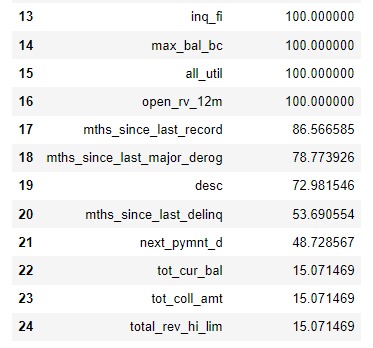 13 inq_fi 100.000000
14 max_bal_bc 100.000000
15 all_util 100.000000
16 open_rv_12m 100.000000
17 mths_since_last_record 86.566585
18 mths_since_last_major_derog 78.773926
19 desc 72.981546
20 mths_since_last_delinq 53.690554
21 next_pymnt_d 48.728567
22 tot_cur_bal 15.071469
23 tot_coll_amt 15.071469
24 total_rev_hi_lim 15.071469